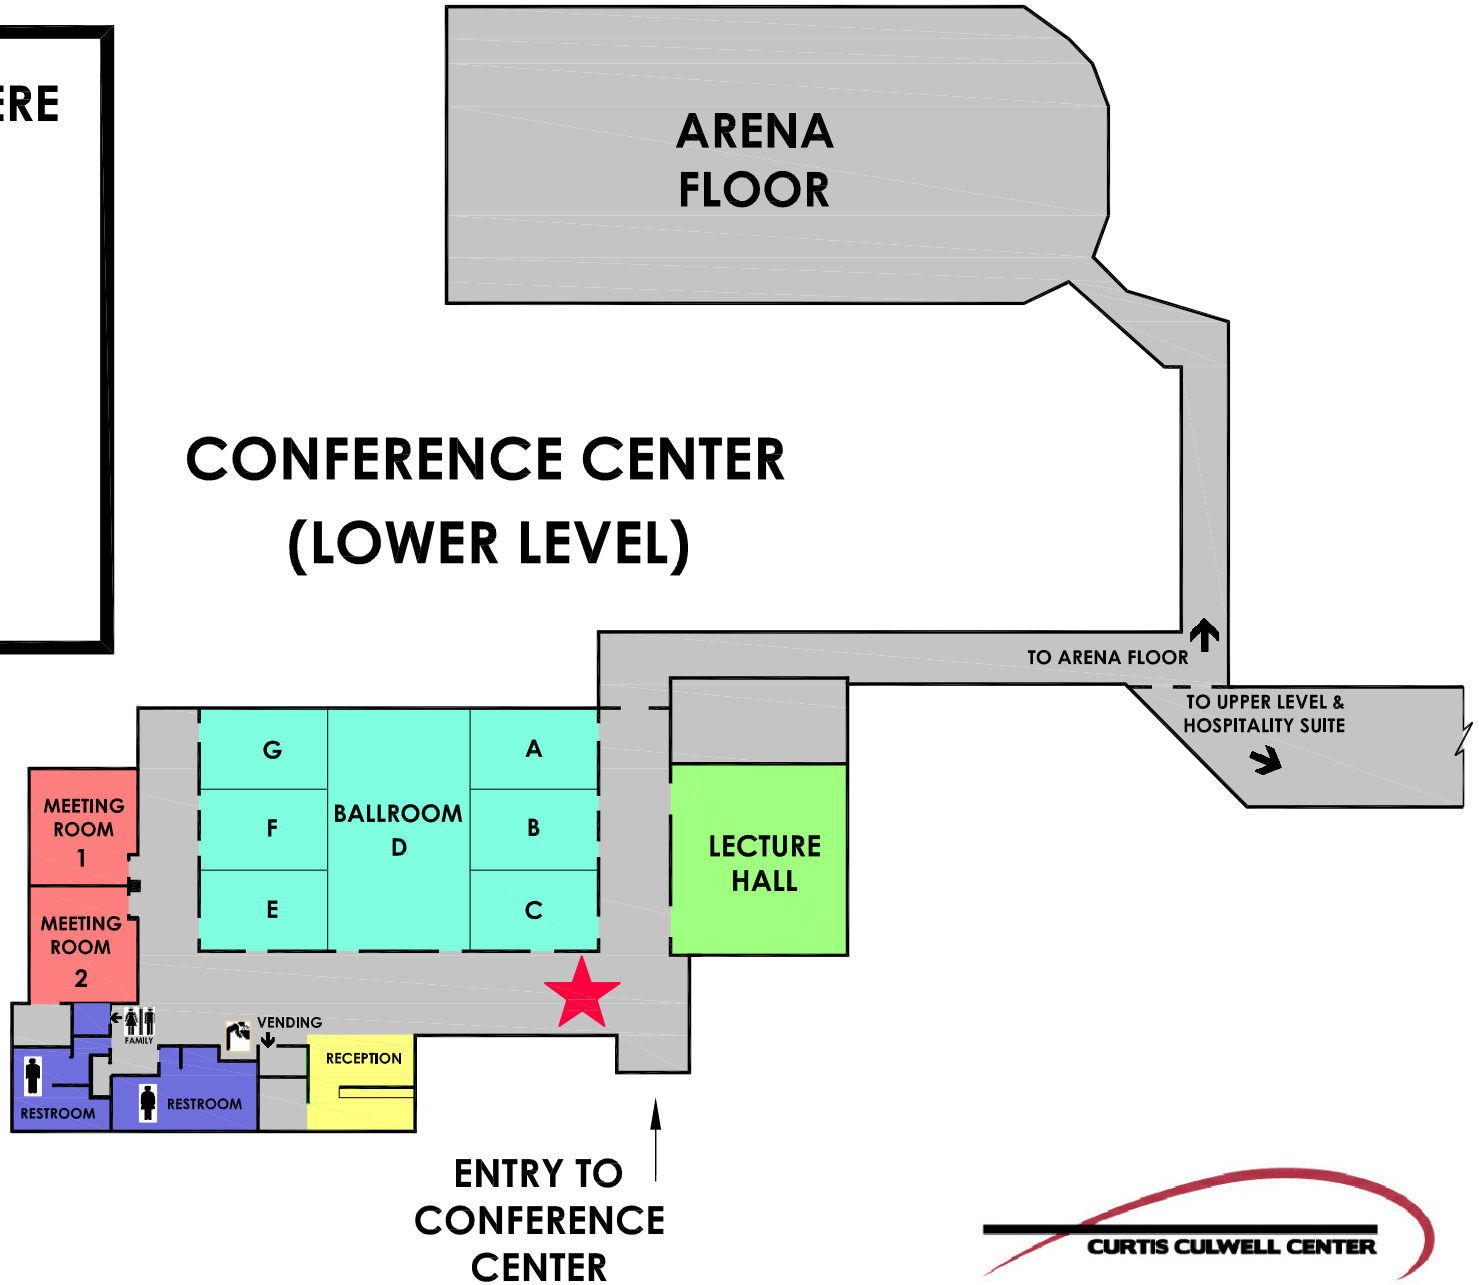 ERE
ARENA
FLOOR
CONFERENCE CENTER
(LOWER LEVEL)
TO ARENA FLOOR
TO UPPER LEVEL &
HOSPITALITY SUITE
G
A
BALLROOM
D
F
B
E
C
MEETING
ROOM
1
MEETING
ROOM
2
LECTURE
HALL
FAMILY
VENDING
RECEPTION
RESTROOM
RESTROOM
ENTRY TO
CONFERENCE
CENTER
CURTIS CULWELL CENTER